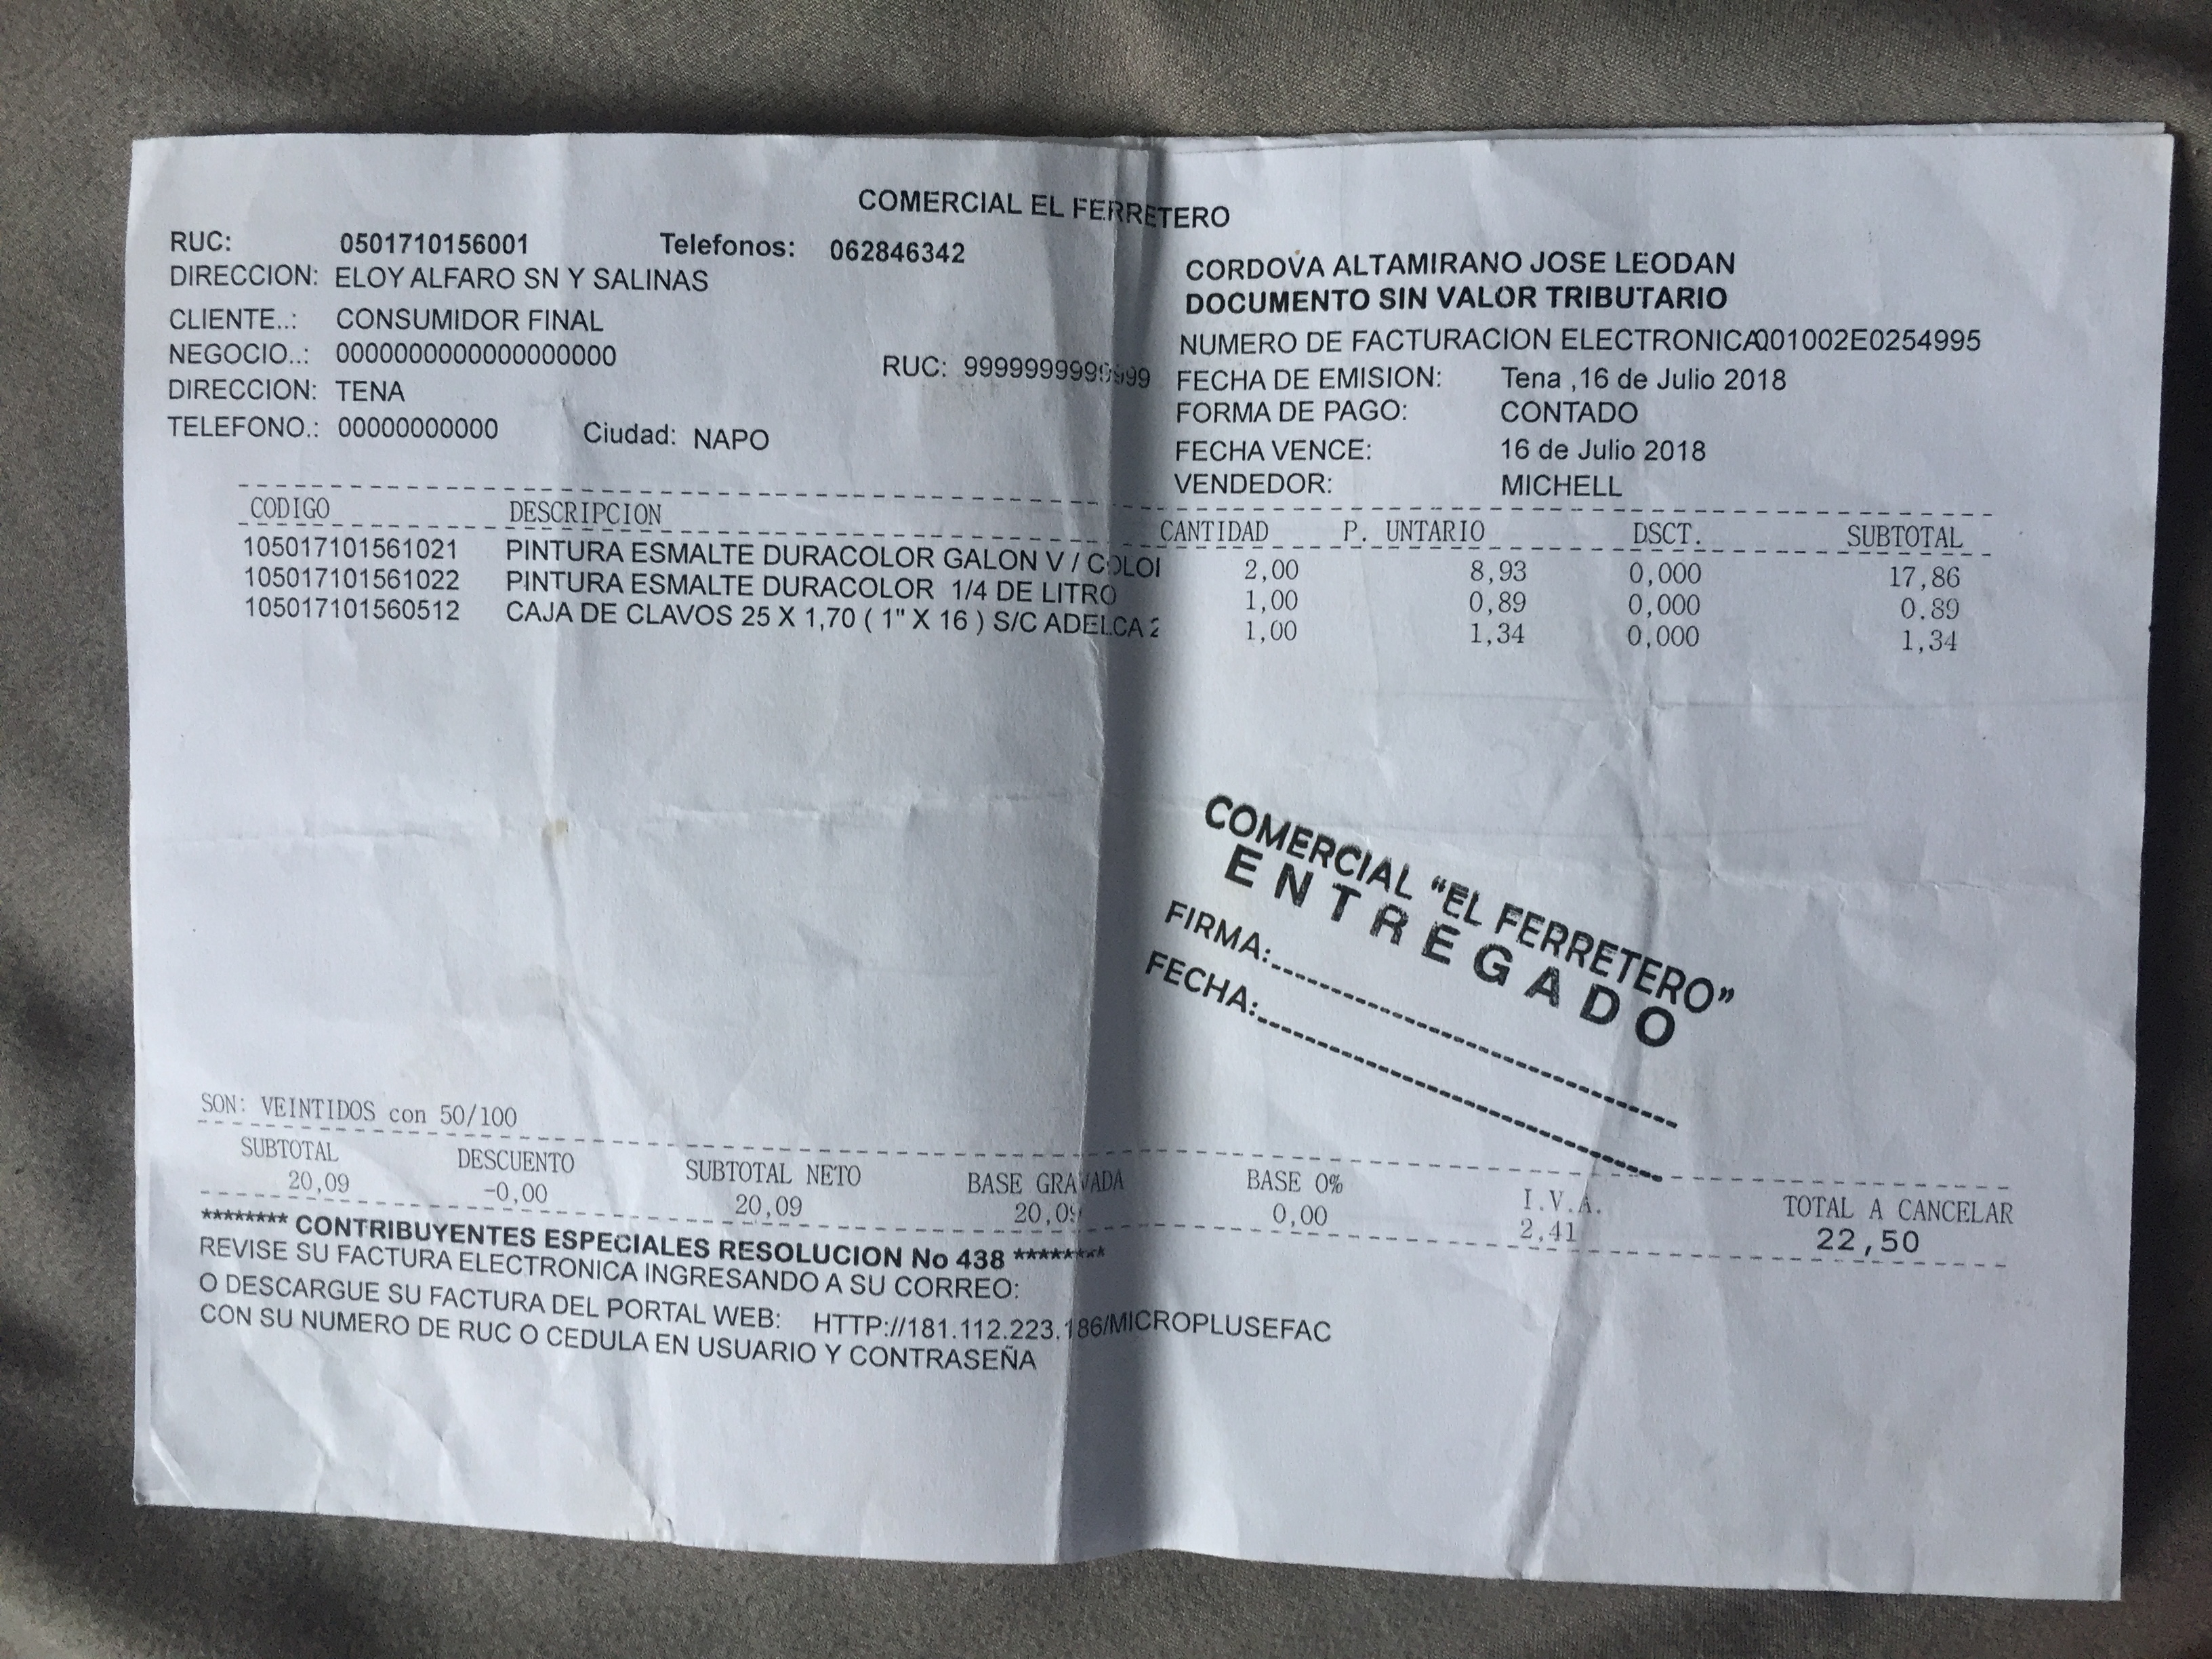 COMERCIAL EL FERRETERO
RUC: 0501710156001 Telefonos: 062846342
DIRECCION: ELOY ALFARO SN Y SALINAS
CLIENTE..: CONSUMIDOR FINAL
NEGOCIO..: 0000000000000000000
RUC: 9999999999999
DIRECCION: TENA
TELEFONO.: 00000000000 Ciudad: NAPO
CORDOVA ALTAMIRANO JOSE LEODAN
DOCUMENTO SIN VALOR TRIBUTARIO
NUMERO DE FACTURACION ELECTRONICA001002E0254995
FECHA DE EMISION: Tena ,16 de Julio 2018
FORMA DE PAGO: CONTADO
FECHA VENCE: 16 de Julio 2018
VENDEDOR: MICHELL
CODIGO DESCRIPCION CANTIDAD P. UNTARIO DSCT. SUBTOTAL
105017101561021 PINTURA ESMALTE DURACOLOR GALON V / COLOI 2,00 8,93 0,000 17,86
105017101561022 PINTURA ESMALTE DURACOLOR 1/4 DE LITRO 1,00 0,89 0,000 0.89
105017101560512 CAJA DE CLAVOS 25 X 1,70 ( 1" X 16 ) S/C ADELCA 2 1,00 1,34 0,000 1,34
COMERCIAL "EL FERRETERO"
ENTREGADO
FIRMA:
FECHA:
SON: VEINTIDOS con 50/100
SUBTOTAL DESCUENTO SUBTOTAL NETO BASE GRAVADA BASE 0% I.V.A. TOTAL A CANCELAR
20,09 -0,00 20,09 20,09 0,00 2,41 22,50
******** CONTRIBUYENTES ESPECIALES RESOLUCION No 438 ********
REVISE SU FACTURA ELECTRONICA INGRESANDO A SU CORREO:
O DESCARGUE SU FACTURA DEL PORTAL WEB: HTTP://181.112.223.186/MICROPLUSEFAC
CON SU NUMERO DE RUC O CEDULA EN USUARIO Y CONTRASEÑA